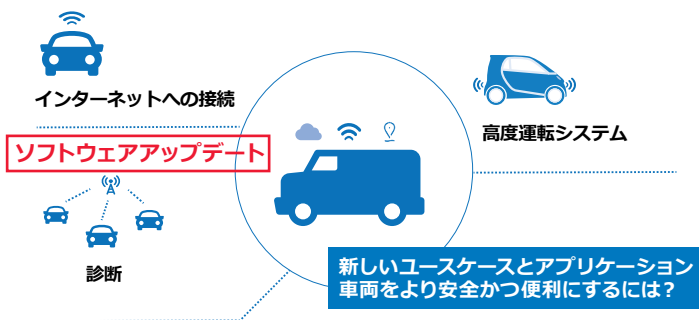 インターネットへの接続
ソフトウェアアップデート
診断
高度運転システム
新しいユースケースとアプリケーション
車両をより安全かつ便利にするには？